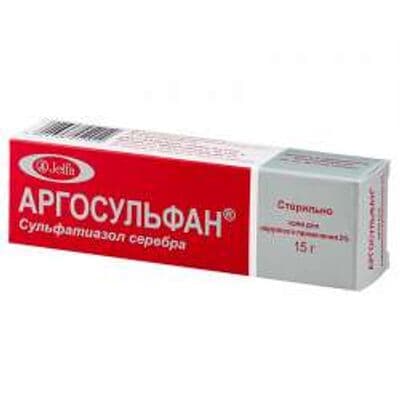 Jelfa
АРГОСУЛЬФАН®
Сульфатиазол серебра
Стерильно
крем для
наружного применения 2%
15 г
АРГОСУЛЬФАН®